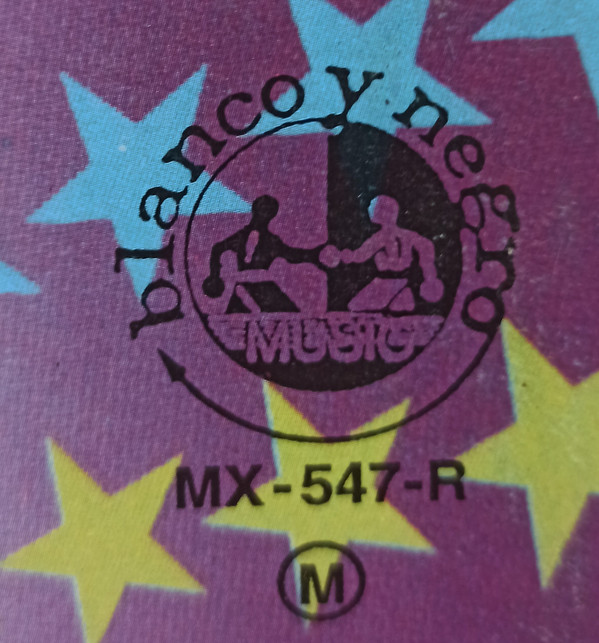 blanco y negro
MUSIC
MX-547-R
M